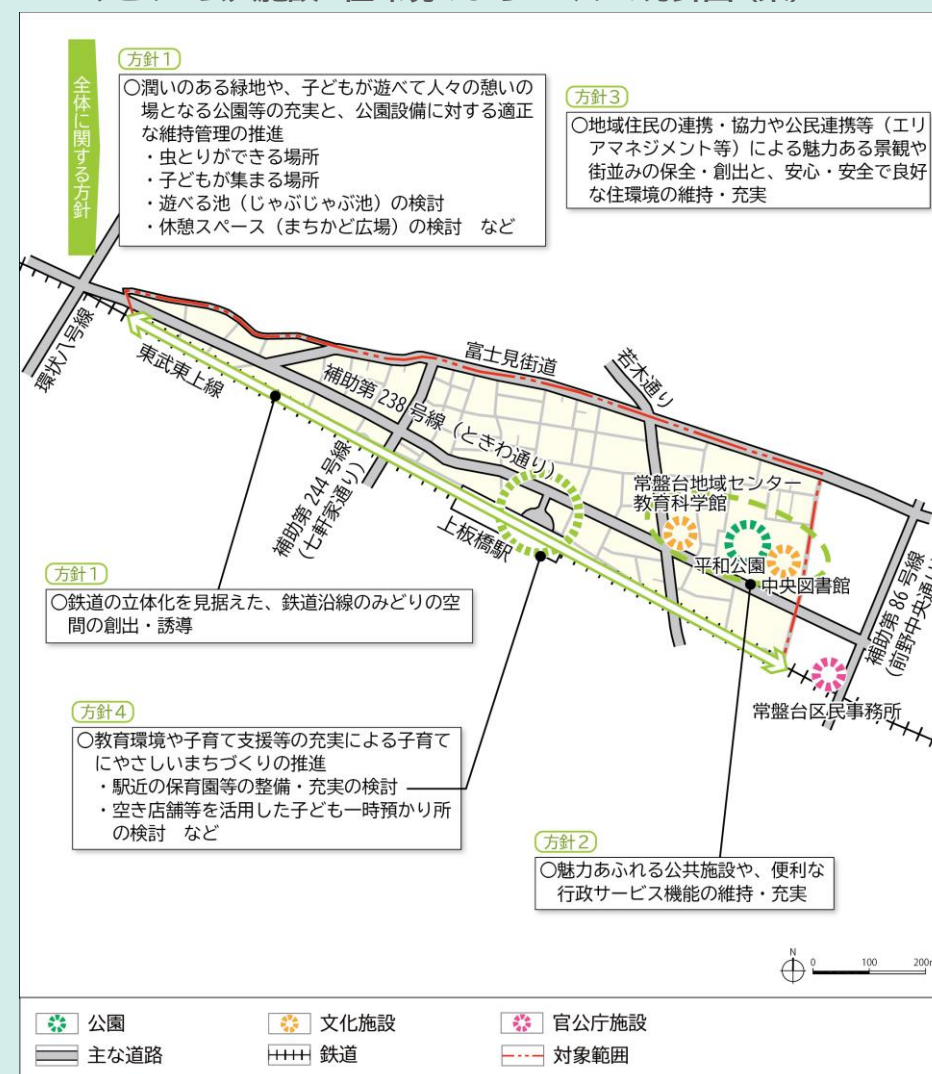 全体に関する方針
方針1
○潤いのある緑地や、子どもが遊べて人々の憩いの
場となる公園等の充実と、公園設備に対する適正
な維持管理の推進
・虫とりができる場所
・子どもが集まる場所
・遊べる池（じゃぶじゃぶ池）の検討
・休憩スペース（まちかど広場）の検討　など
方針3
○地域住民の連携・協力や公民連携等（エリ
アマネジメント等）による魅力ある景観や
街並みの保全・創出と、安心・安全で良好
な住環境の維持・充実
環状八号線
東武東上線
富士見街道
若木通り
補助第 238 号線（ときわ通り）
補助第 244 号線
（七軒家通り）
上板橋駅
常盤台地域センター
教育科学館
平和公園
中央図書館
補助第 86 号線
（前野中央通り）
常盤台区民事務所
方針1
○鉄道の立体化を見据えた、鉄道沿線のみどりの空
間の創出・誘導
方針4
○教育環境や子育て支援等の充実による子育て
にやさしいまちづくりの推進
・駅近の保育園等の整備・充実の検討
・空き店舗等を活用した子ども一時預かり所
の検討　など
方針2
○魅力あふれる公共施設や、便利な
行政サービス機能の維持・充実
N
0 100 200m
公園
文化施設
官公庁施設
主な道路
鉄道
対象範囲